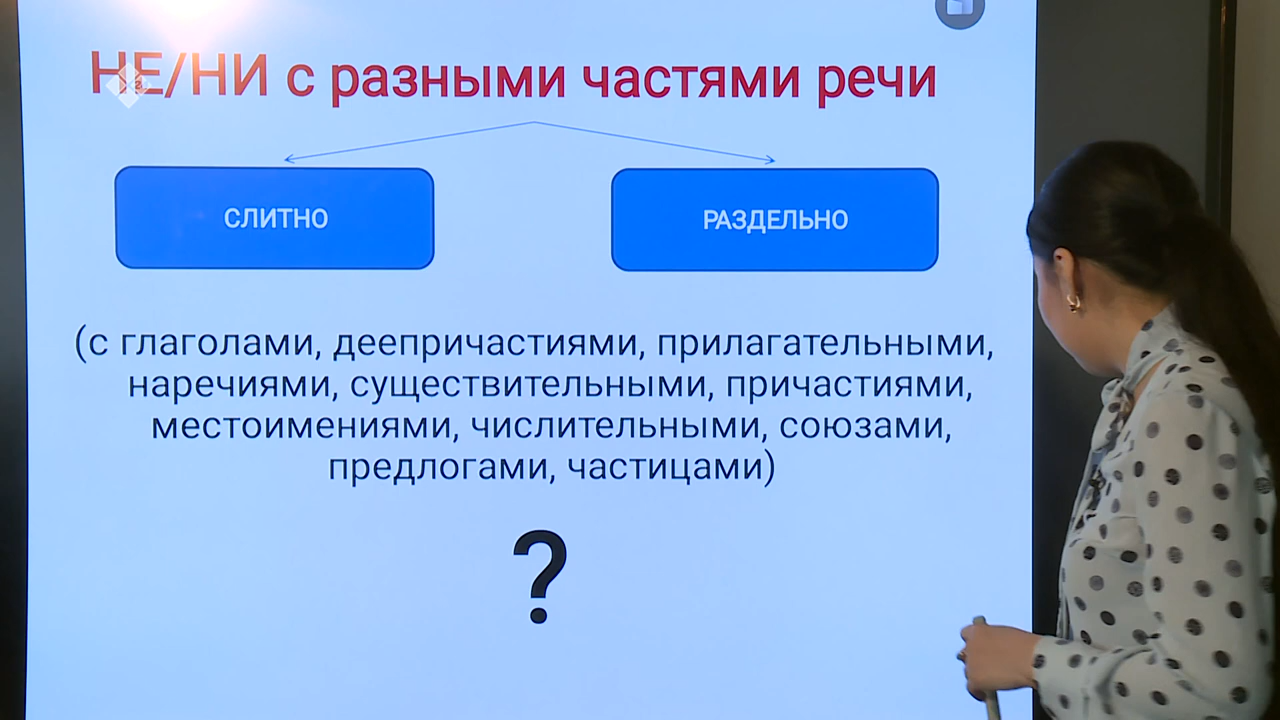 НЕ/НИ с разными частями речи
СЛИТНО
РАЗДЕЛЬНО
(с глаголами, деепричастиями, прилагательными,
наречиями, существительными, причастиями,
местоимениями, числительными, союзами,
предлогами, частицами)
?